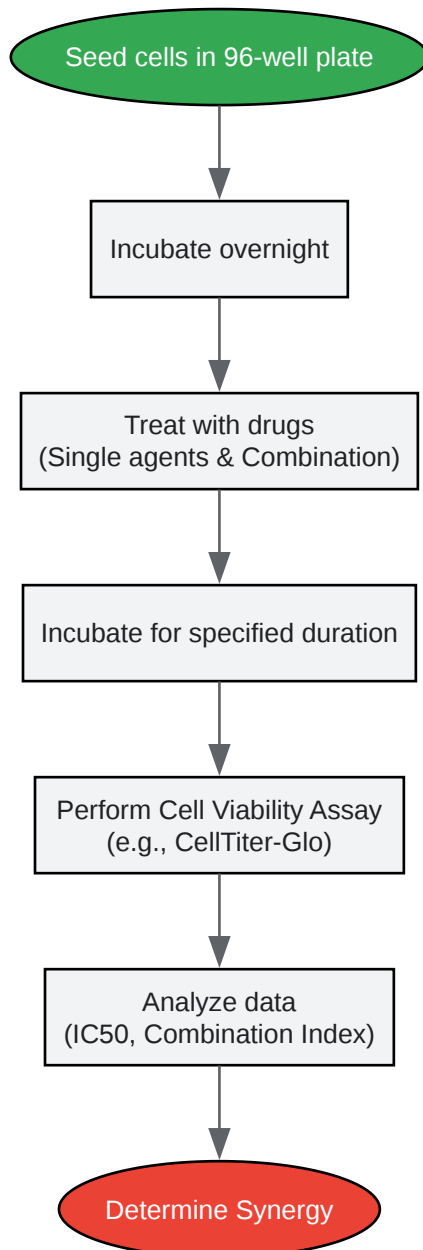 Seed cells in 96-well plate
Incubate overnight
Treat with drugs
(Single agents & Combination)
Incubate for specified duration
Perform Cell Viability Assay
(e.g., CellTiter-Glo)
Analyze data
(IC50, Combination Index)
Determine Synergy